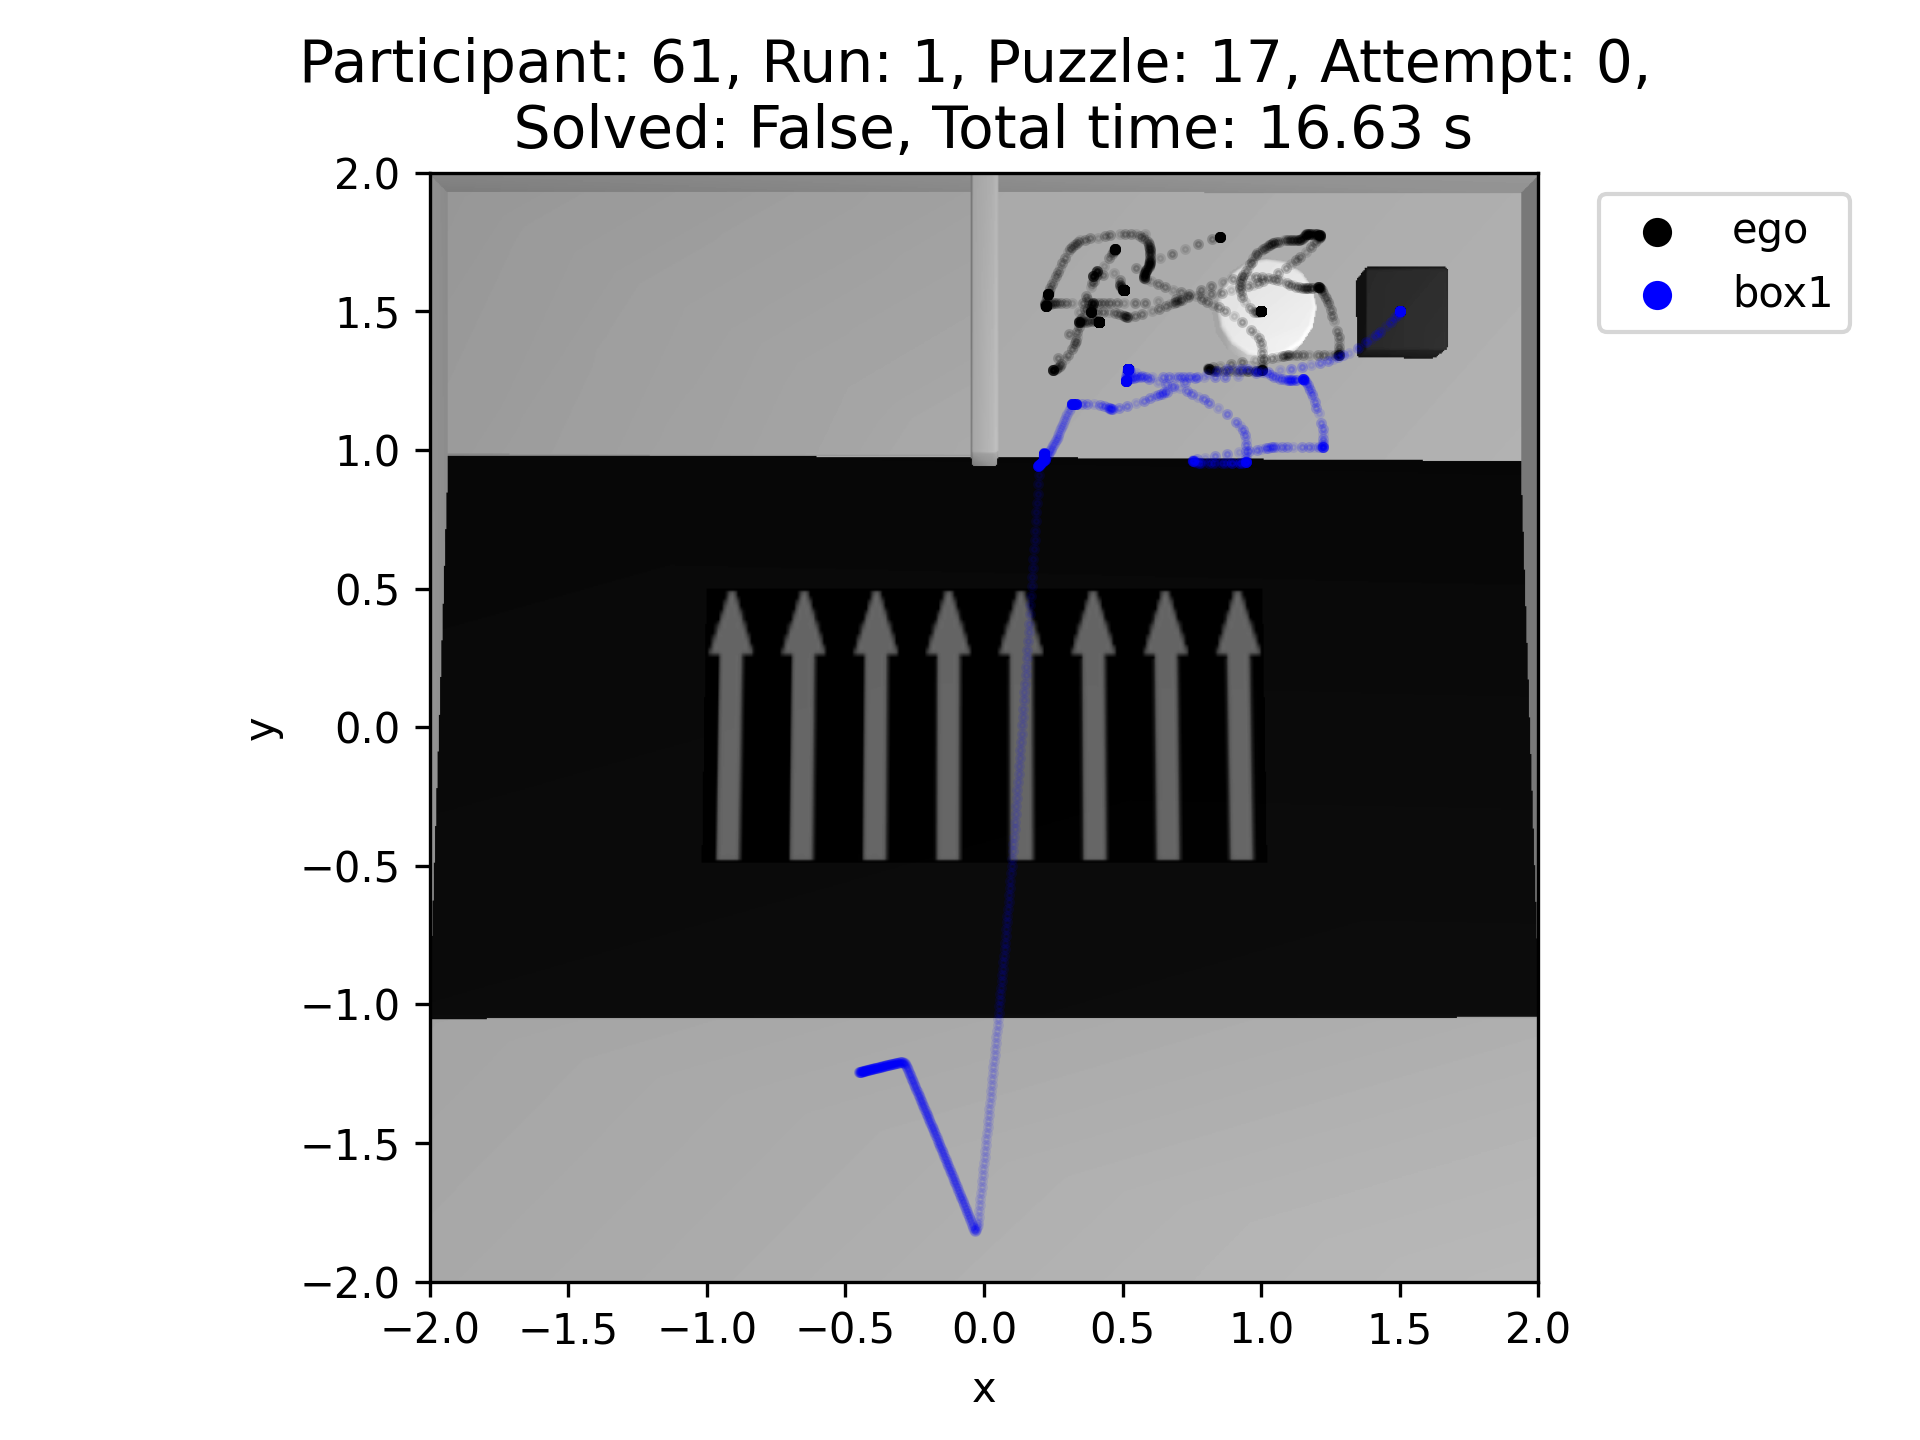 Participant: 61, Run: 1, Puzzle: 17, Attempt: 0,
Solved: False, Total time: 16.63 s
ego
box1
2.0
1.5
1.0
0.5
0.0
−0.5
−1.0
−1.5
−2.0
y
−2.0 −1.5 −1.0 −0.5 0.0 0.5 1.0 1.5 2.0
x